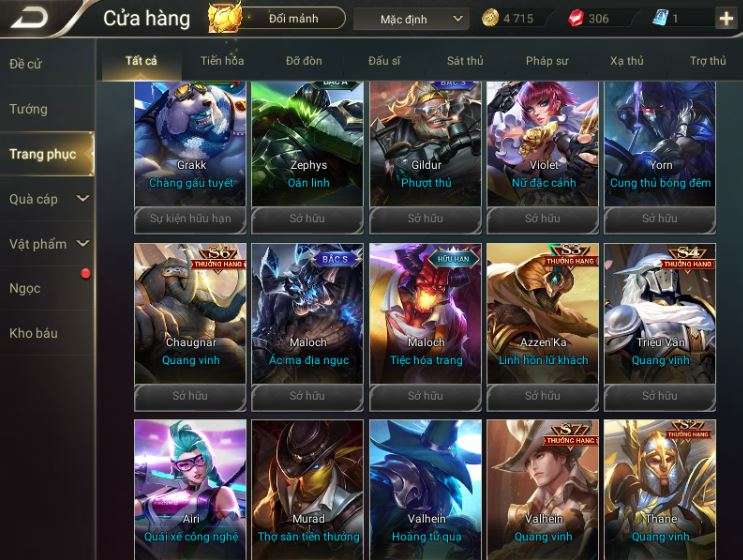 Cửa hàng
Đổi mảnh
Mặc định
4 715
306
1
Đề cử
Tướng
Trang phục
Quà cáp
Vật phẩm
Ngọc
Kho báu
Tất cả
Tiến hóa
Đỡ đòn
Đấu sĩ
Sát thủ
Pháp sư
Xạ thủ
Trợ thủ
Grakk
Chàng gấu tuyết
Sự kiện hữu hạn
BẬC A
Zephys
Oán linh
Sở hữu
BẬC S
Gildur
Phượt thủ
Sở hữu
Violet
Nữ đặc cảnh
Sở hữu
Yorn
Cung thủ bóng đêm
Sở hữu
S6
THƯỞNG HẠNG
Chaugnar
Quang vinh
Sở hữu
BẬC S
Maloch
Ác ma địa ngục
Sở hữu
HỮU HẠN
Maloch
Tiệc hóa trang
Sở hữu
S3
THƯỞNG HẠNG
Azzen'Ka
Linh hồn lữ khách
Sở hữu
S4
THƯỞNG HẠNG
Triệu Vân
Quang vinh
Sở hữu
Airi
Quái xế công nghệ
Murad
Thợ săn tiền thưởng
Valhein
Hoàng tử quạ
THƯỞNG HẠNG
Valhein
Quang vinh
S2
THƯỞNG HẠNG
Thane
Quang vinh